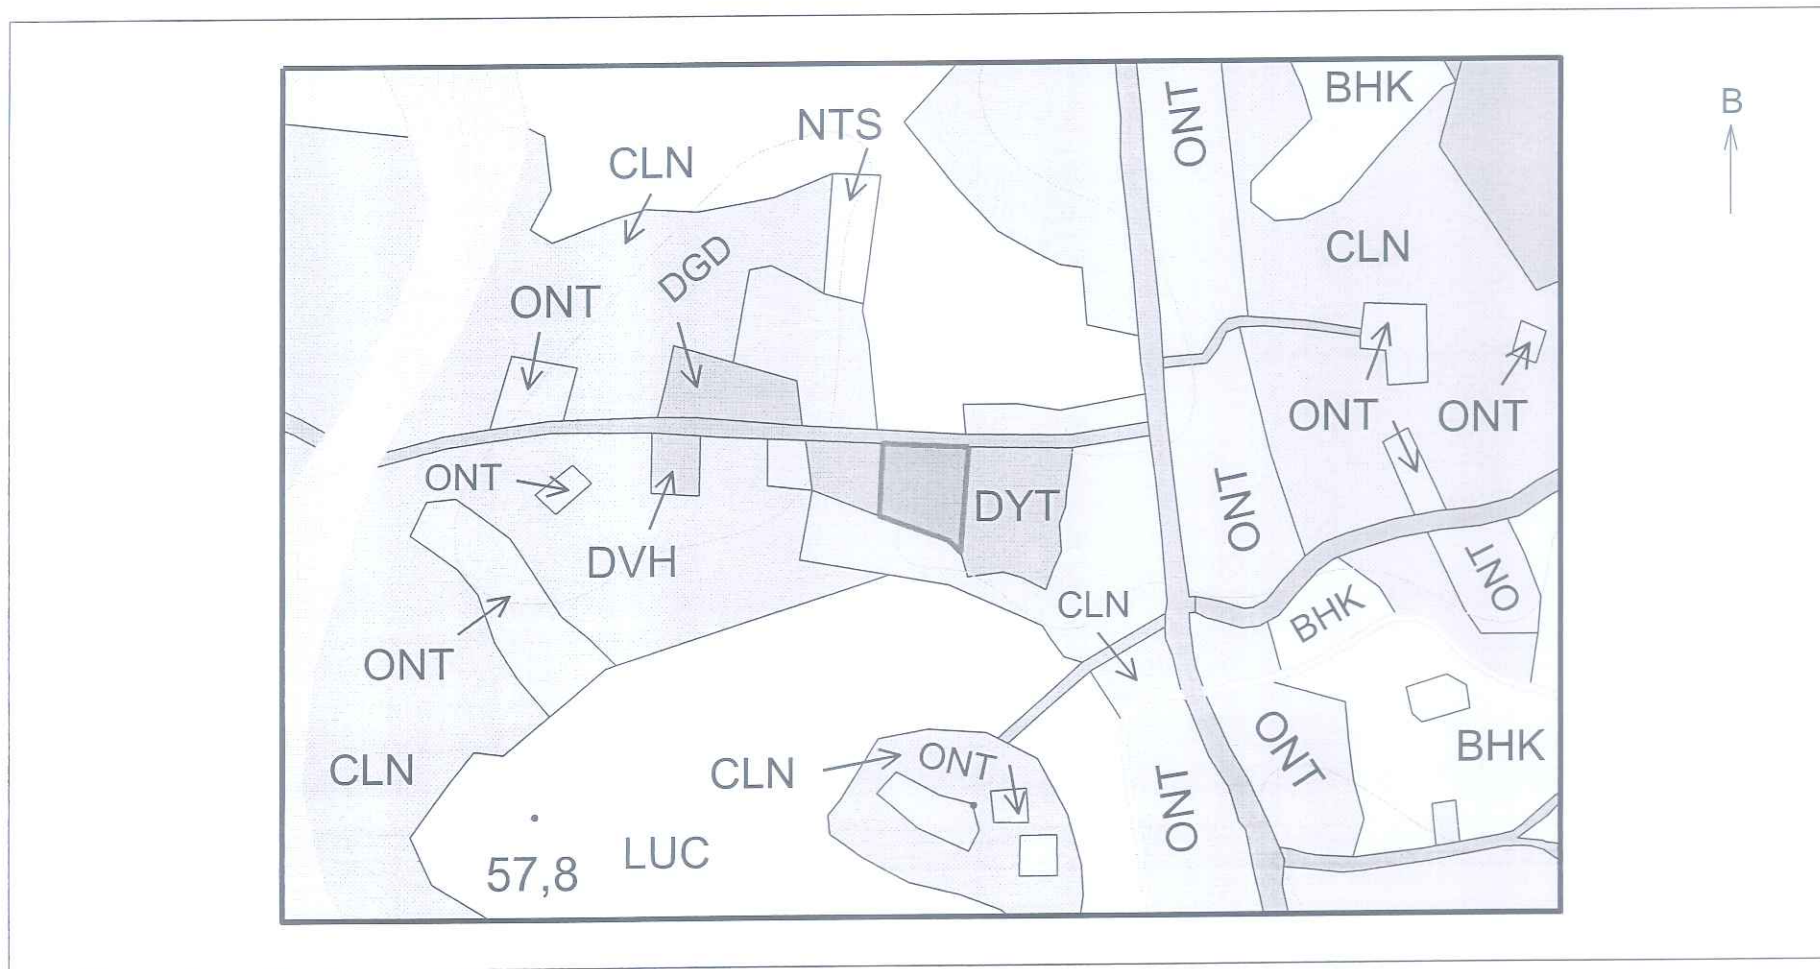 BHK
B
ONT
NTS
CLN
CLN
DGD
ONT
ONT
ONT
ONT
DYT
ONT
DVH
ONT
CLN
BHK
ONT
ONT
CLN
CLN
ONT
ONT
ONT
BHK
57,8
LUC